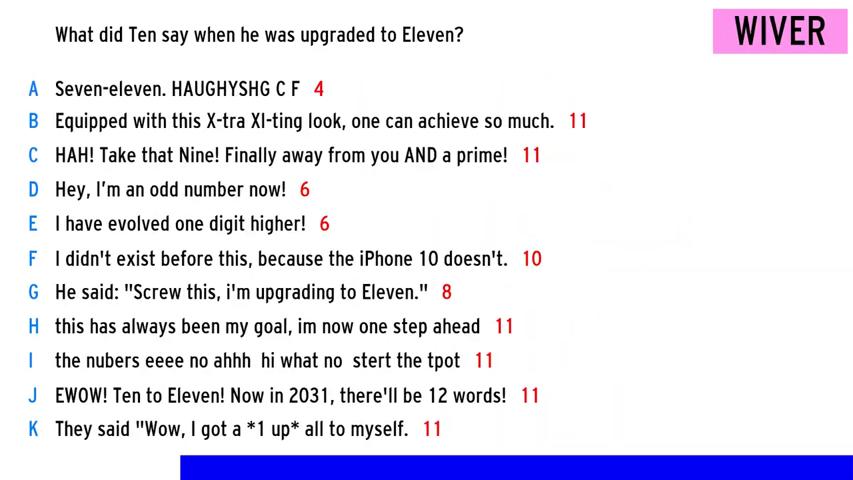 What did Ten say when he was upgraded to Eleven?
WIVER
A Seven-eleven. HAUGHYSHG C F 4
B Equipped with this X-tra XI-ting look, one can achieve so much. 11
C HAH! Take that Nine! Finally away from you AND a prime! 11
D Hey, I'm an odd number now! 6
E I have evolved one digit higher! 6
F I didn't exist before this, because the iPhone 10 doesn't. 10
G He said: "Screw this, i'm upgrading to Eleven." 8
H this has always been my goal, im now one step ahead 11
I the nubers eeee no ahhh hi what no stert the tpot 11
J EWOW! Ten to Eleven! Now in 2031, there'll be 12 words! 11
K They said "Wow, I got a *1 up* all to myself. 11